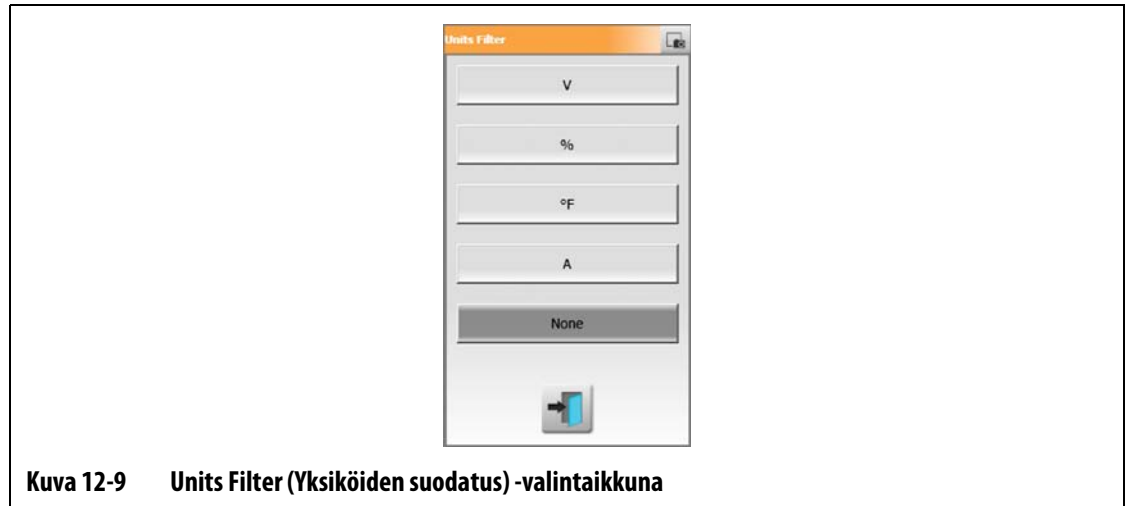 Units Filter
V
%
°F
A
None
Kuva 12-9 Units Filter (Yksiköiden suodatus) -valintaikkuna